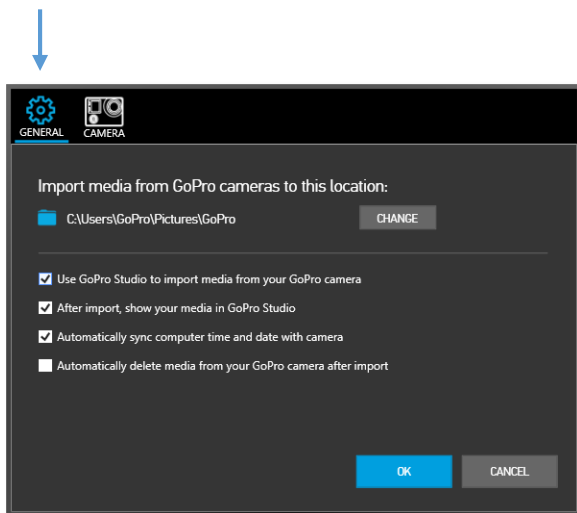 GENERAL CAMERA
Import media from GoPro cameras to this location:
C:\Users\GoPro\Pictures\GoPro CHANGE
Use GoPro Studio to import media from your GoPro camera
After import, show your media in GoPro Studio
Automatically sync computer time and date with camera
Automatically delete media from your GoPro camera after import
OK CANCEL